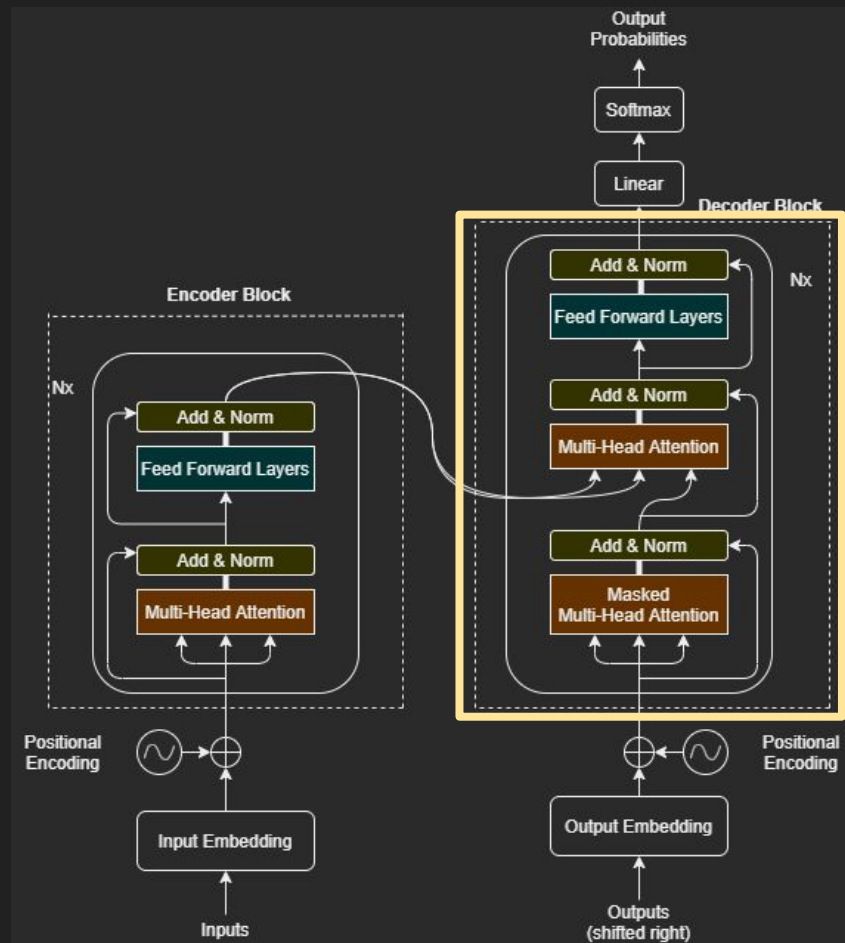 Output
Probabilities
Softmax
Linear
Decoder Block
Add & Norm
Nx
Feed Forward Layers
Add & Norm
Multi-Head Attention
Add & Norm
Masked
Multi-Head Attention
Positional
Encoding
Output Embedding
Outputs
(shifted right)
Encoder Block
Nx
Add & Norm
Feed Forward Layers
Add & Norm
Multi-Head Attention
Positional
Encoding
Input Embedding
Inputs